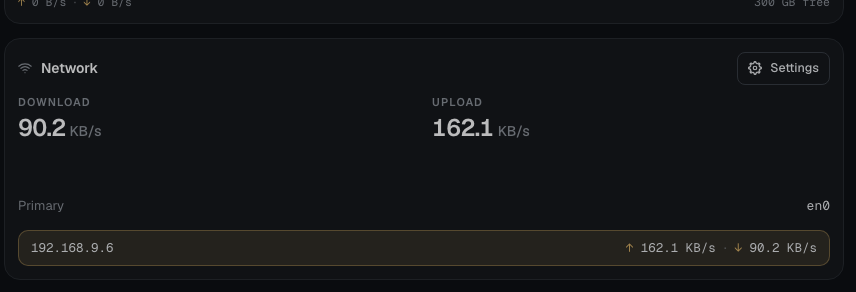 ↑ 0 B/s · ↓ 0 B/s 300 GB free
Network Settings
DOWNLOAD UPLOAD
90.2 KB/s 162.1 KB/s
Primary en0
192.168.9.6 ↑ 162.1 KB/s · ↓ 90.2 KB/s